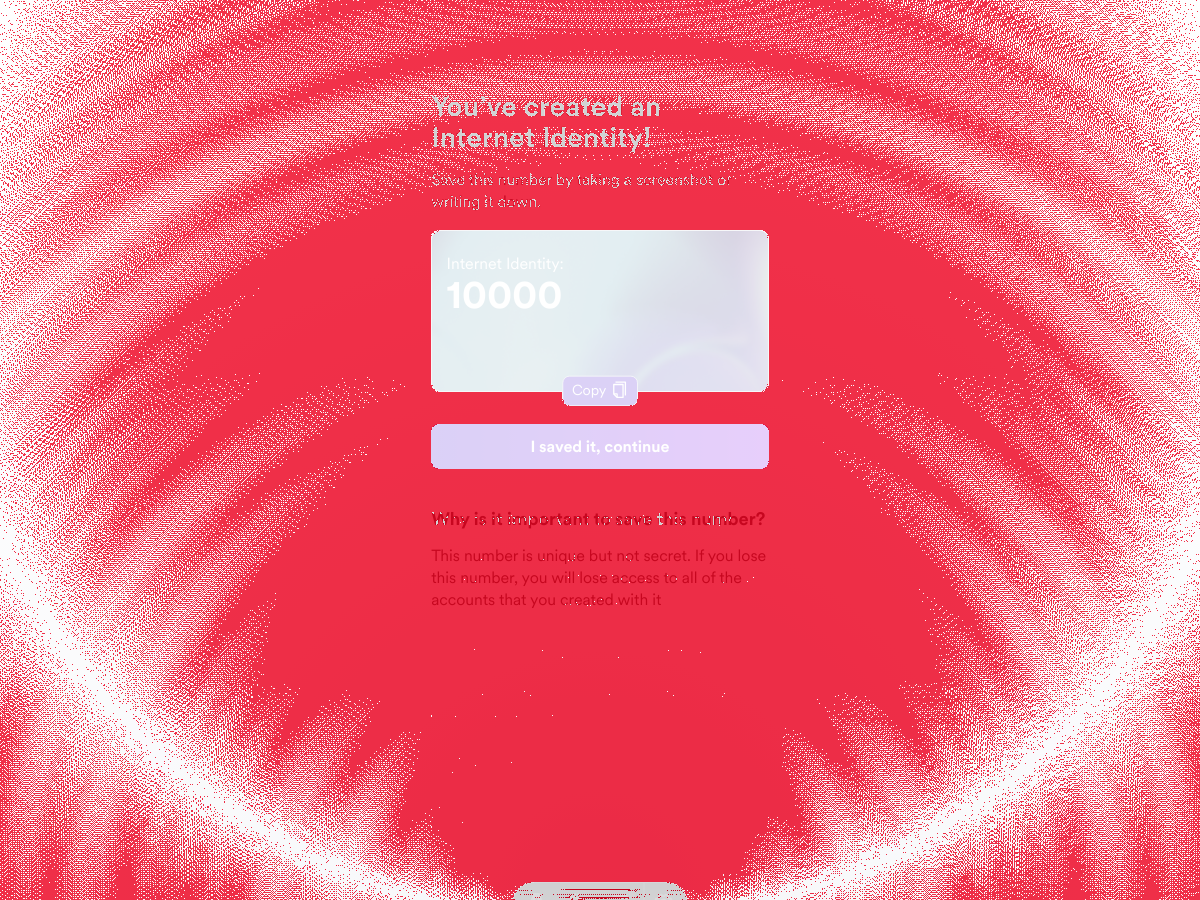 You've created an
Internet Identity!
Save this number by taking a screenshot or
writing it down.
Internet Identity:
10000
Copy
I saved it, continue
Why is it important to save this number?
This number is unique but not secret. If you lose
this number, you will lose access to all of the
accounts that you created with it